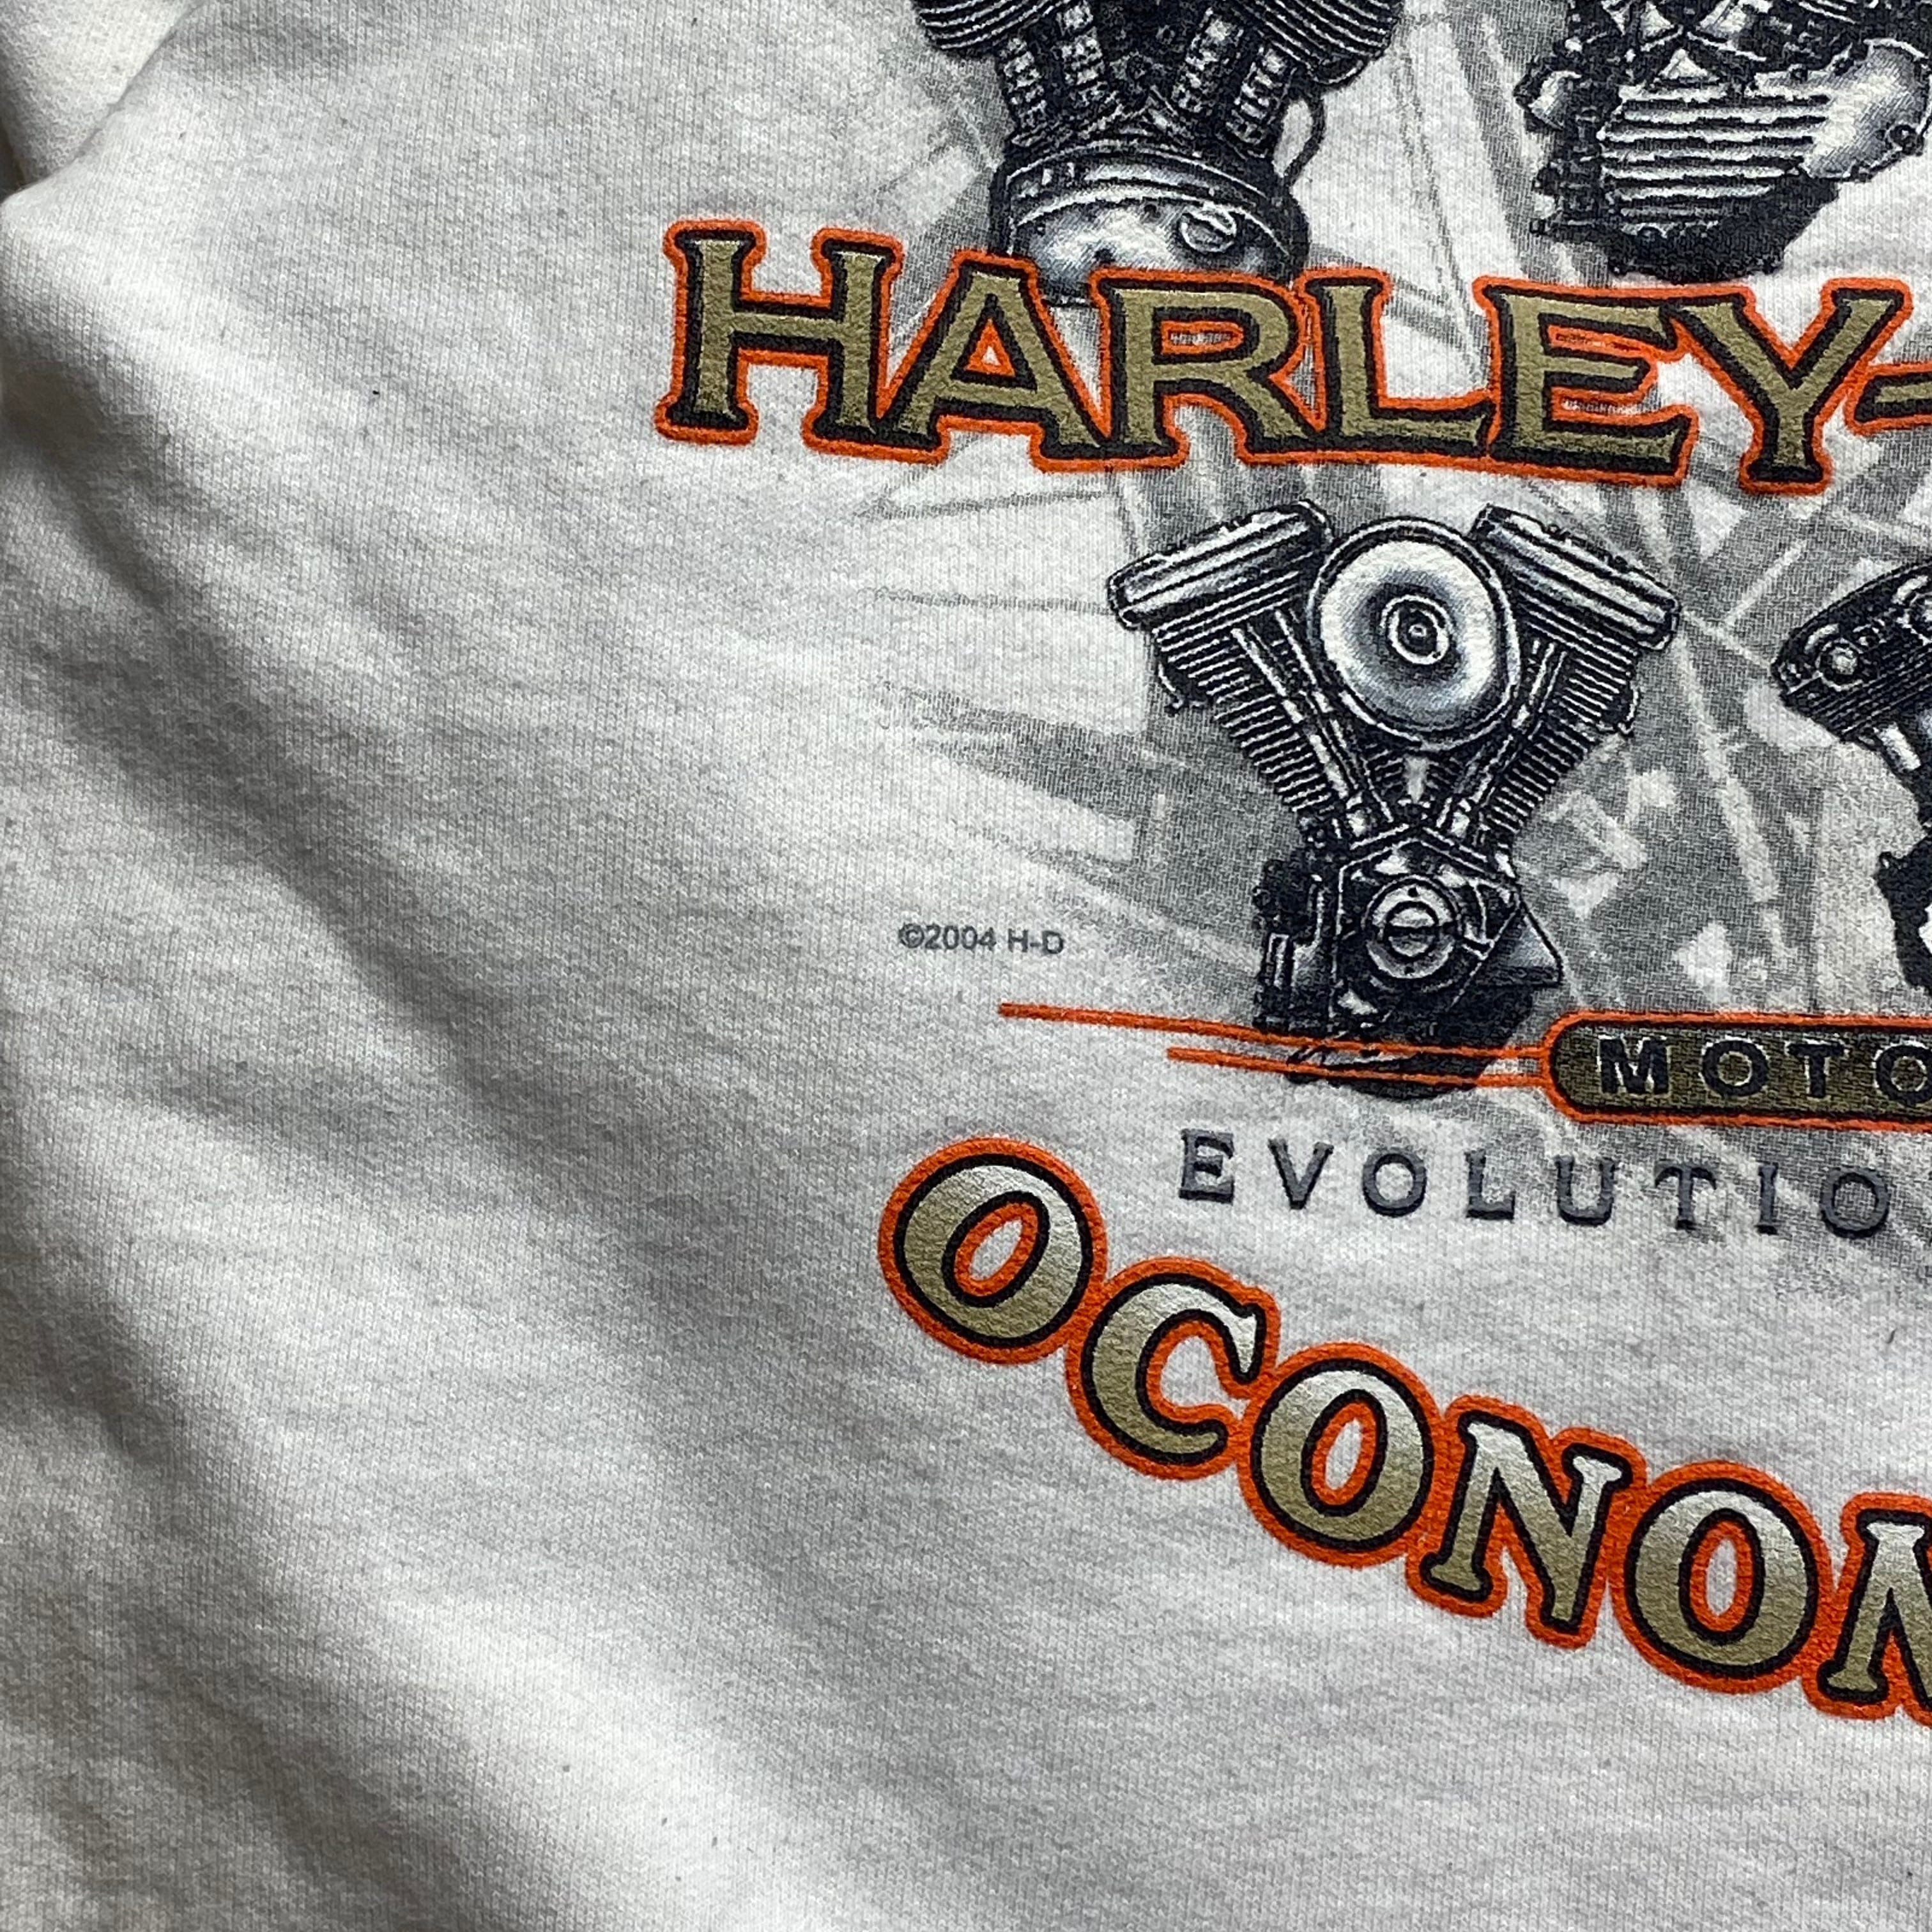 HARLEY-
©2004 H-D
MOTO
EVOLUTIO
OCONOM